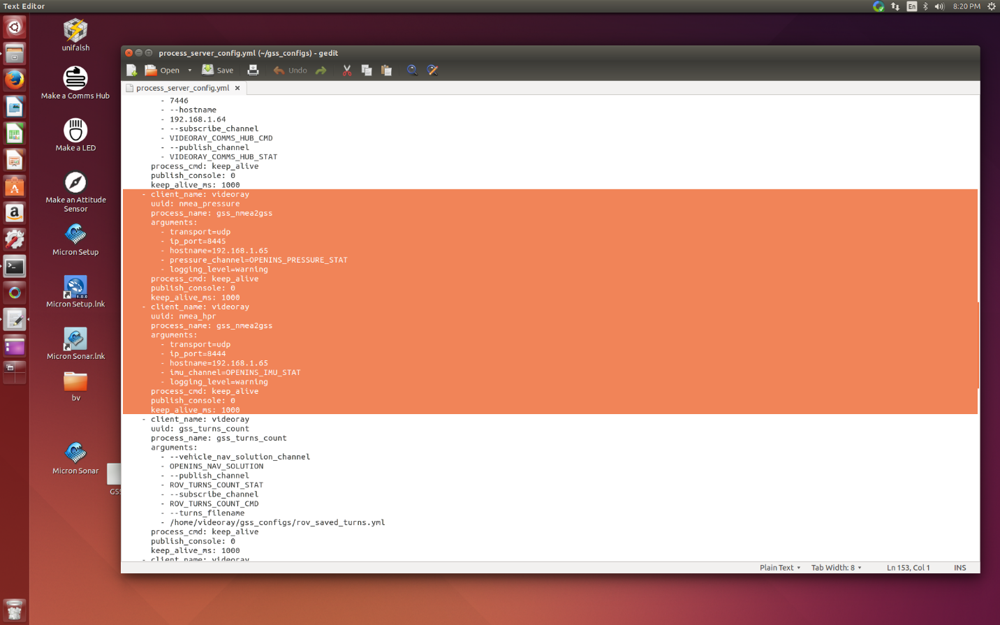 Text Editor
En
8:20 PM
unifalsh
Make a Comms Hub
Make a LED
Make an Attitude
Sensor
Micron Setup
1.0.0
Micron Setup.lnk
Micron Sonar.lnk
bv
Micron Sonar
GSS
process_server_config.yml (~/gss_configs) - gedit
Open
Save
Undo
process_server_config.yml
- 7446
- --hostname
- 192.168.1.64
- --subscribe_channel
- VIDEORAY_COMMS_HUB_CMD
- --publish_channel
- VIDEORAY_COMMS_HUB_STAT
process_cmd: keep_alive
publish_console: 0
keep_alive_ms: 1000
- client_name: videoray
uuid: nmea_pressure
process_name: gss_nmea2gss
arguments:
- transport=udp
- ip_port=8445
- hostname=192.168.1.65
- pressure_channel=OPENINS_PRESSURE_STAT
- logging_level=warning
process_cmd: keep_alive
publish_console: 0
keep_alive_ms: 1000
- client_name: videoray
uuid: nmea_hpr
process_name: gss_nmea2gss
arguments:
- transport=udp
- ip_port=8444
- hostname=192.168.1.65
- imu_channel=OPENINS_IMU_STAT
- logging_level=warning
process_cmd: keep_alive
publish_console: 0
keep_alive_ms: 1000
- client_name: videoray
uuid: gss_turns_count
process_name: gss_turns_count
arguments:
- --vehicle_nav_solution_channel
- OPENINS_NAV_SOLUTION
- --publish_channel
- ROV_TURNS_COUNT_STAT
- --subscribe_channel
- ROV_TURNS_COUNT_CMD
- --turns_filename
- /home/videoray/gss_configs/rov_saved_turns.yml
process_cmd: keep_alive
publish_console: 0
keep_alive_ms: 1000
- client_name: videoray
Plain Text
Tab Width: 8
Ln 153, Col 1
INS